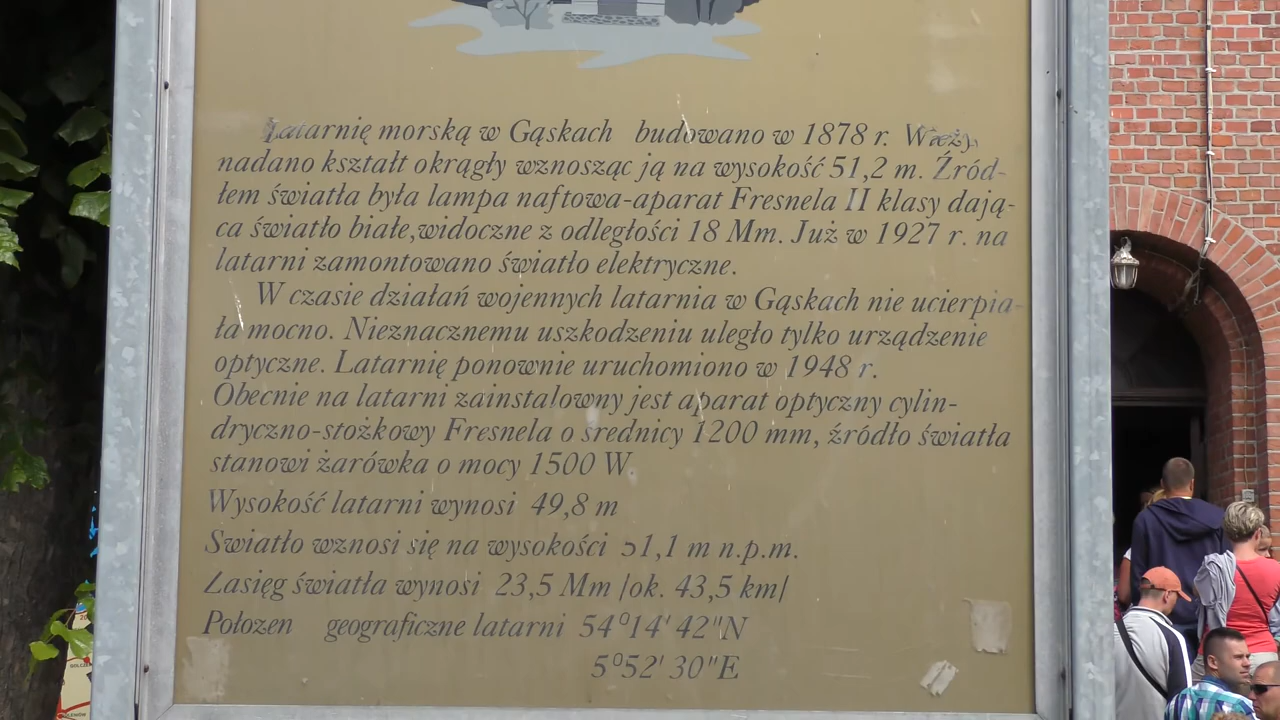 Latarnię morską w Gąskach budowano w 1878 r. Wieży
nadano kształt okrągły wznosząc ją na wysokość 51,2 m. Źród-
łem światła była lampa naftowa-aparat Fresnela II klasy dają-
ca światło białe,widoczne z odległości 18 Mm. Już w 1927 r. na
latarni zamontowano światło elektryczne.
W czasie działań wojennych latarnia w Gąskach nie ucierpia-
ła mocno. Nieznacznemu uszkodzeniu uległo tylko urządzenie
optyczne. Latarnię ponownie uruchomiono w 1948 r.
Obecnie na latarni zainstalowny jest aparat optyczny cylin-
dryczno-stożkowy Fresnela o srednicy 1200 mm, źródło światła
stanowi żarówka o mocy 1500 W.
Wysokość latarni wynosi 49,8 m
Swiatło wznosi się na wysokości 51,1 m n.p.m.
Zasięg światła wynosi 23,5 Mm /ok. 43,5 km/
Połozen geograficzne latarni 54°14'42"N
5°52'30"E